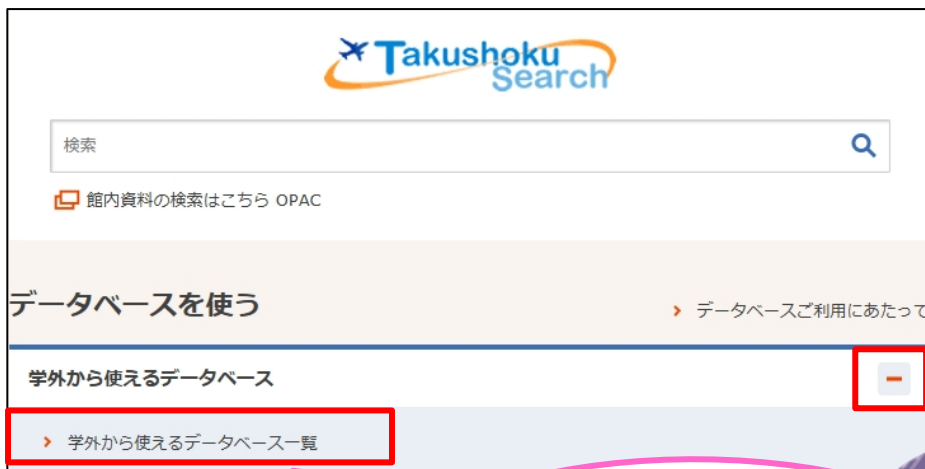 Takushoku
Search
検索
館内資料の検索はこちら OPAC
データベースを使う
データベースご利用にあたって
学外から使えるデータベース
学外から使えるデータベース一覧